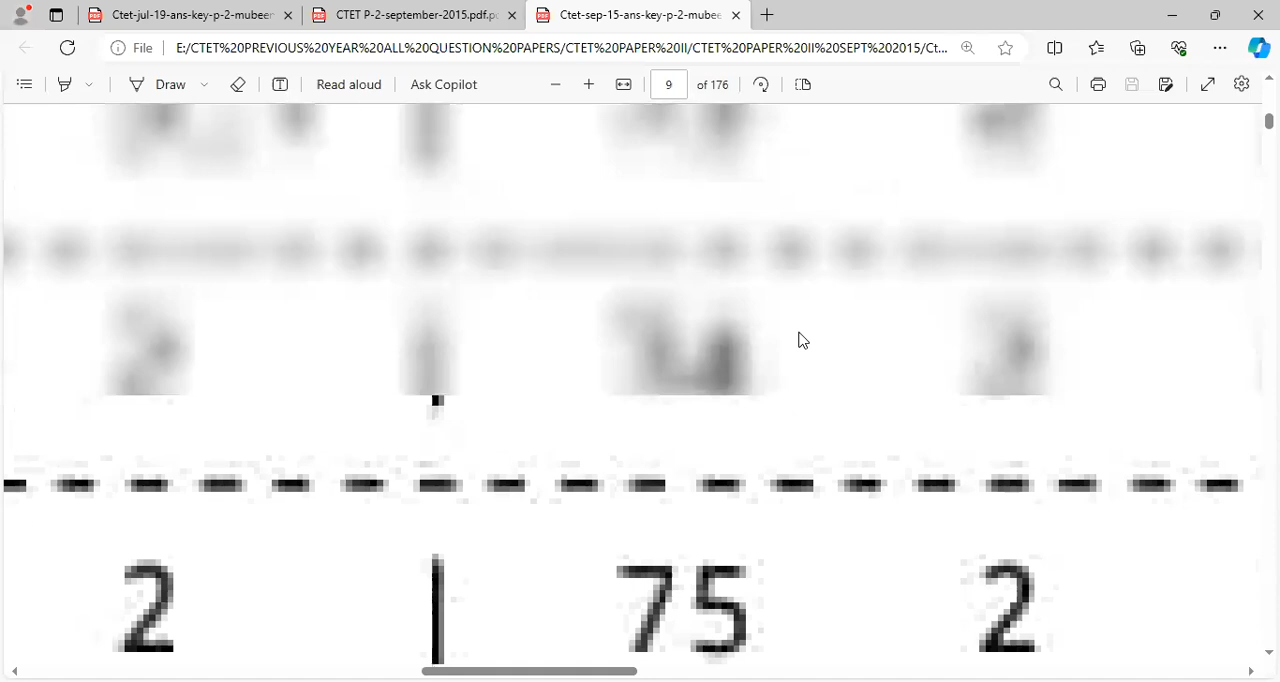 Ctet-jul-19-ans-key-p-2-mubeer
CTET P-2-september-2015.pdf.pc
Ctet-sep-15-ans-key-p-2-mubee
File
E:/CTET%20PREVIOUS%20YEAR%20ALL%20QUESTION%20PAPERS/CTET%20PAPER%20II/CTET%20PAPER%20II%20SEPT%202015/Ct...
Draw
Read aloud
Ask Copilot
9 of 176
2 | 75 2